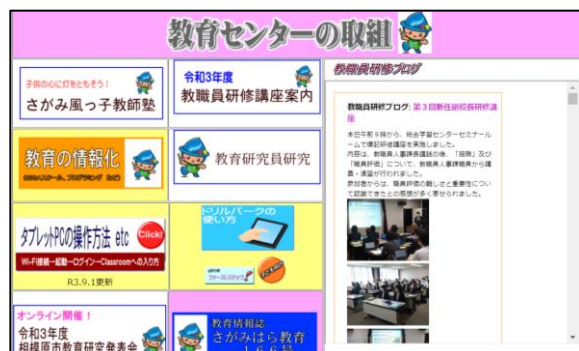 教育センターの取組
子供の心に灯をともそう！
さがみ風っ子教師塾
令和3年度
教職員研修講座案内
教育の情報化
教育研究員研究
タブレットPCの操作方法 etc
Click!
Wi-Fi接続→起動→ログイン→Classroomへの入り方
R3.9.1更新
ドリルパークの
使い方
オンライン開催！
令和3年度
相模原市教育研究発表会
教育情報誌
さがみはら教育
166号
教職員研修ブログ
教職員研修ブログ: 第3回新任副校長研修講
座
本日午前9時から、総合学習センターセミナール
ームで標記研修講座を実施しました。
内容は、教職員人事課長講話の後、「服務」及び
「職員評価」について、教職員人事課職員から講
義・演習が行われました。
参加者からは、職員評価の難しさと重要性につい
て認識できたとの感想が多く寄せられました。